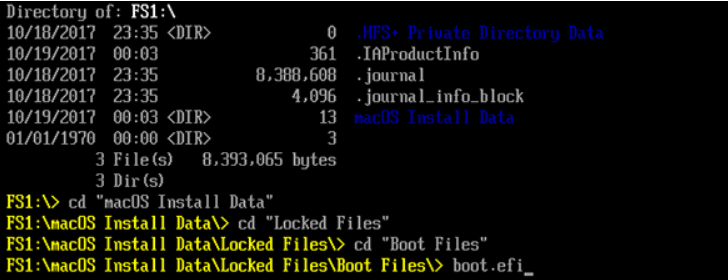 Directory of: FS1:\
10/18/2017 23:35 <DIR> 0 .HFS+ Private Directory Data
10/19/2017 00:03 361 .IAProductInfo
10/18/2017 23:35 8,388,608 .journal
10/18/2017 23:35 4,096 .journal_info_block
10/19/2017 00:03 <DIR> 13 macOS Install Data
01/01/1970 00:00 <DIR> 3
3 File(s) 8,393,065 bytes
3 Dir(s)
FS1:\> cd "macOS Install Data"
FS1:\macOS Install Data\> cd "Locked Files"
FS1:\macOS Install Data\Locked Files\> cd "Boot Files"
FS1:\macOS Install Data\Locked Files\Boot Files\> boot.efi_